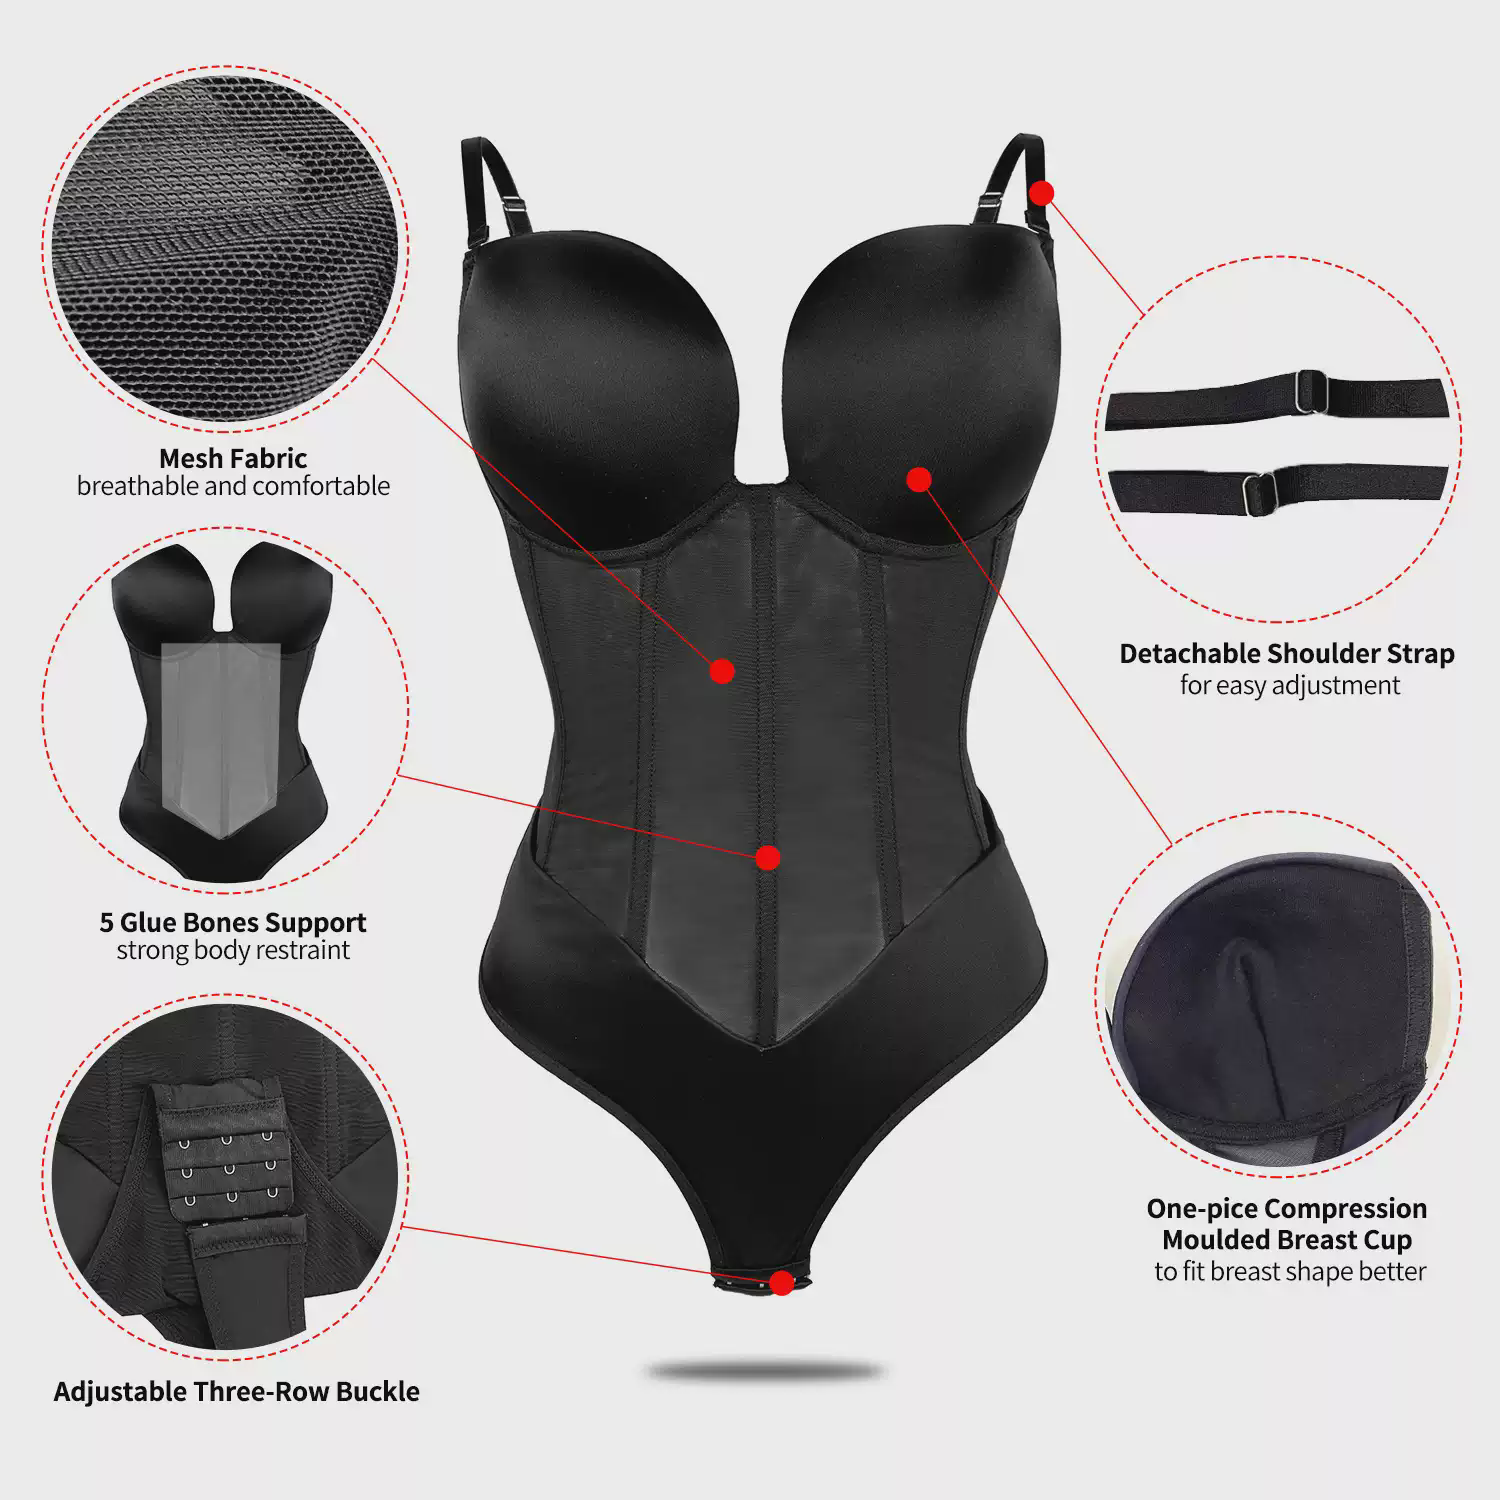 Mesh Fabric
breathable and comfortable
5 Glue Bones Support
strong body restraint
Adjustable Three-Row Buckle
Detachable Shoulder Strap
for easy adjustment
One-pice Compression
Moulded Breast Cup
to fit breast shape better